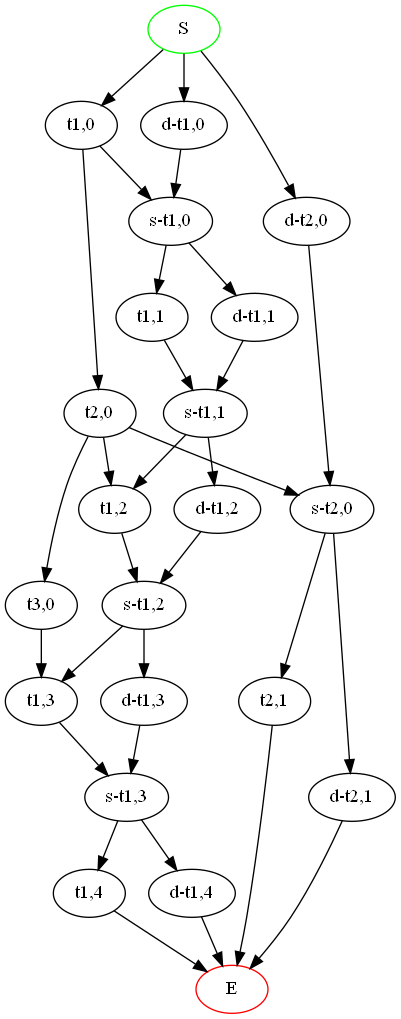 S
t1,0
d-t1,0
s-t1,0
d-t2,0
t1,1
d-t1,1
t2,0
s-t1,1
t1,2
d-t1,2
s-t2,0
t3,0
s-t1,2
t1,3
d-t1,3
t2,1
s-t1,3
d-t2,1
t1,4
d-t1,4
E